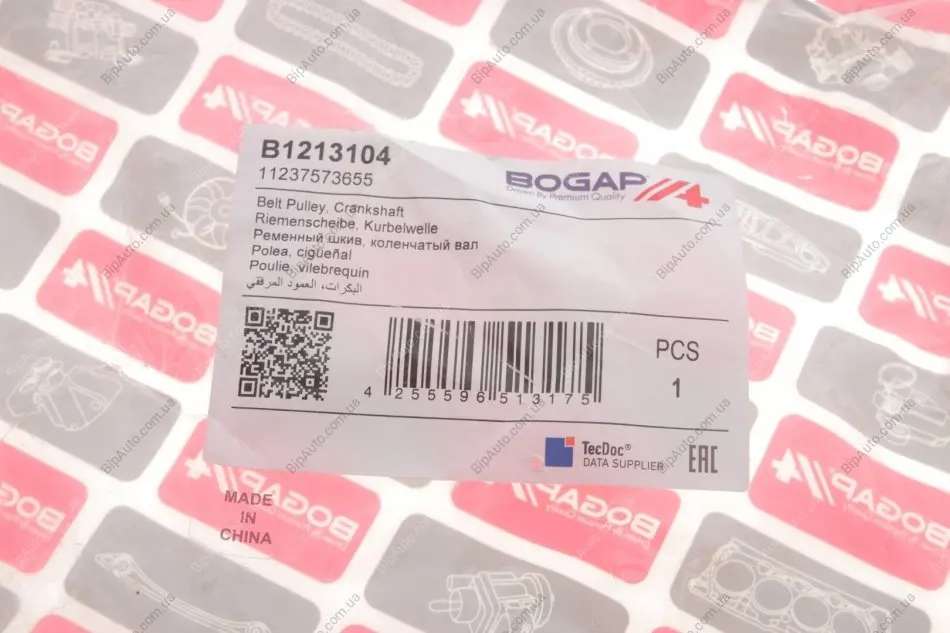 B1213104
11237573655
BOGAP
Driven By Premium Quality
Belt Pulley, Crankshaft
Riemenscheibe, Kurbelwelle
Ременный шкив, коленчатый вал
Polea, cigüeñal
Poulie, vilebrequin
البكرات، العمود المرفقي
PCS
1
4 255596 513175
TecDoc®
DATA SUPPLIER
EAC
MADE
IN
CHINA
BipAuto.com.ua